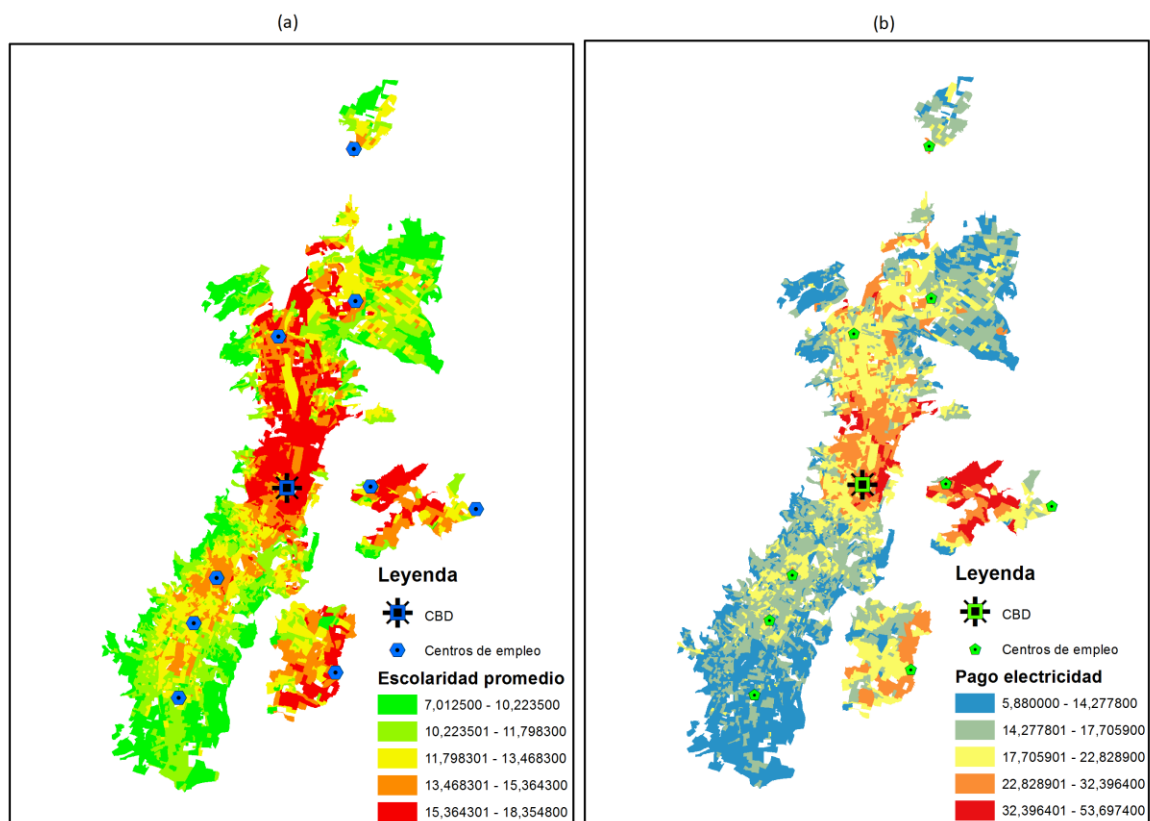 (a)
(b)
Leyenda
CBD
Centros de empleo
Escolaridad promedio
7,012500 - 10,223500
10,223501 - 11,798300
11,798301 - 13,468300
13,468301 - 15,364300
15,364301 - 18,354800
Leyenda
CBD
Centros de empleo
Pago electricidad
5,880000 - 14,277800
14,277801 - 17,705900
17,705901 - 22,828900
22,828901 - 32,396400
32,396401 - 53,697400